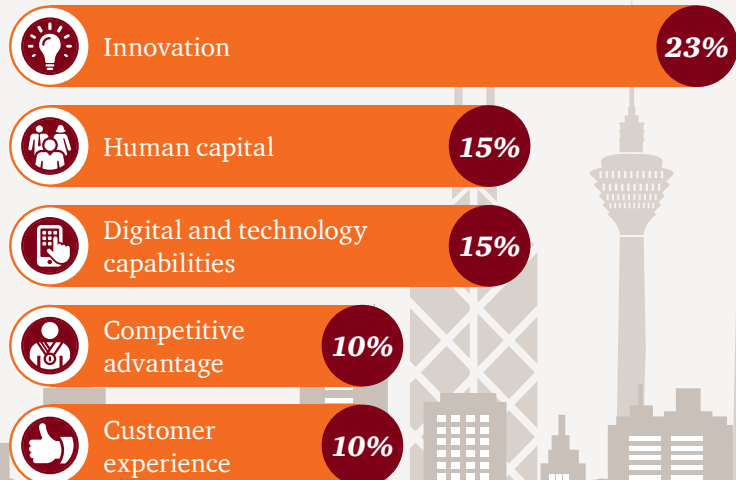 Innovation
23%
Human capital
15%
Digital and technology
capabilities
15%
Competitive
advantage
10%
Customer
experience
10%